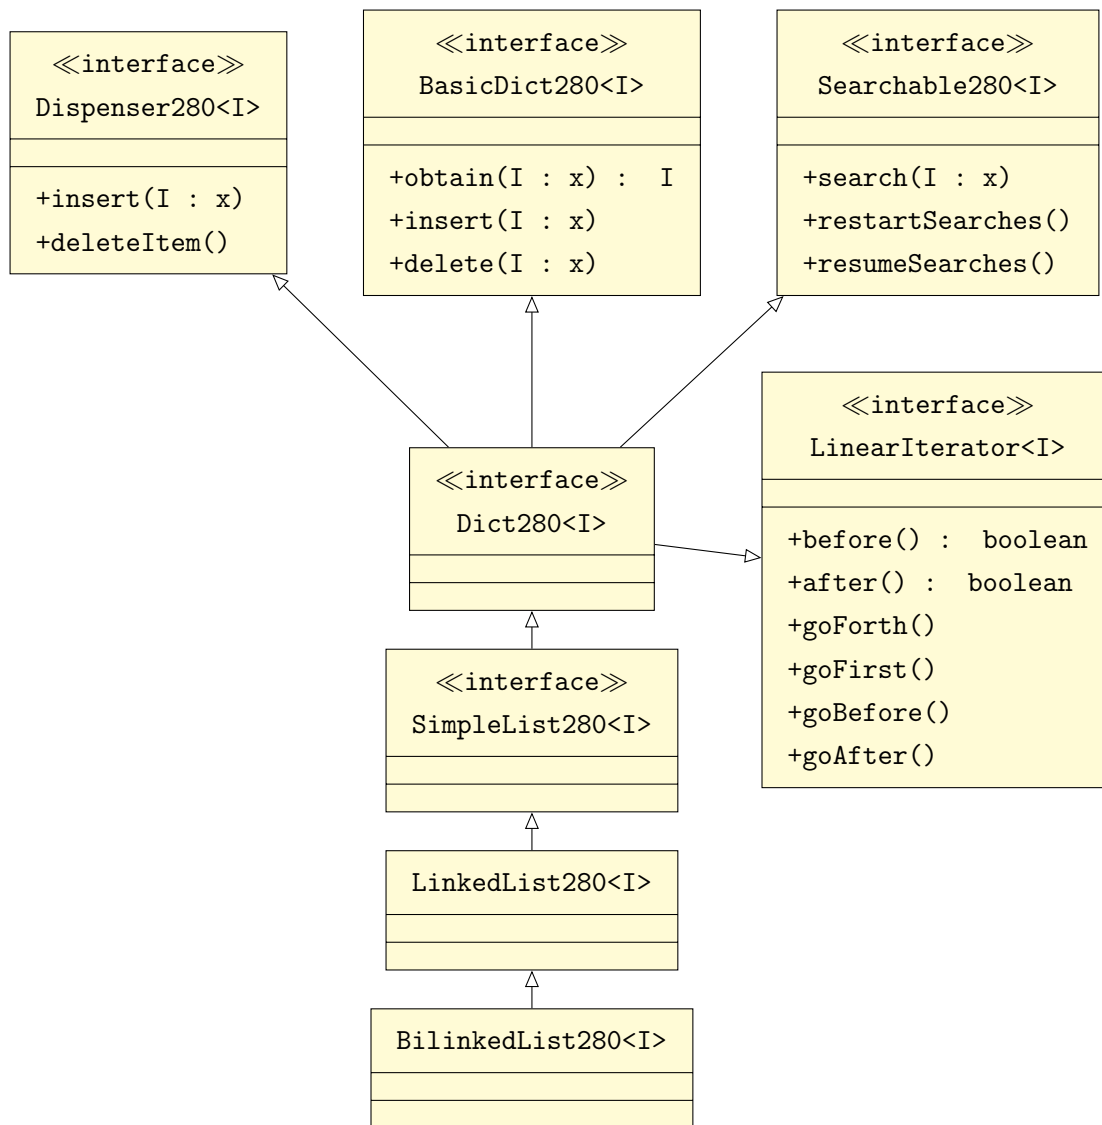 ≪interface≫
Dispenser280<I>
+insert(I : x)
+deleteItem()
≪interface≫
BasicDict280<I>
+obtain(I : x) : I
+insert(I : x)
+delete(I : x)
≪interface≫
Searchable280<I>
+search(I : x)
+restartSearches()
+resumeSearches()
≪interface≫
LinearIterator<I>
+before() : boolean
+after() : boolean
+goForth()
+goFirst()
+goBefore()
+goAfter()
≪interface≫
Dict280<I>
≪interface≫
SimpleList280<I>
LinkedList280<I>
BilinkedList280<I>